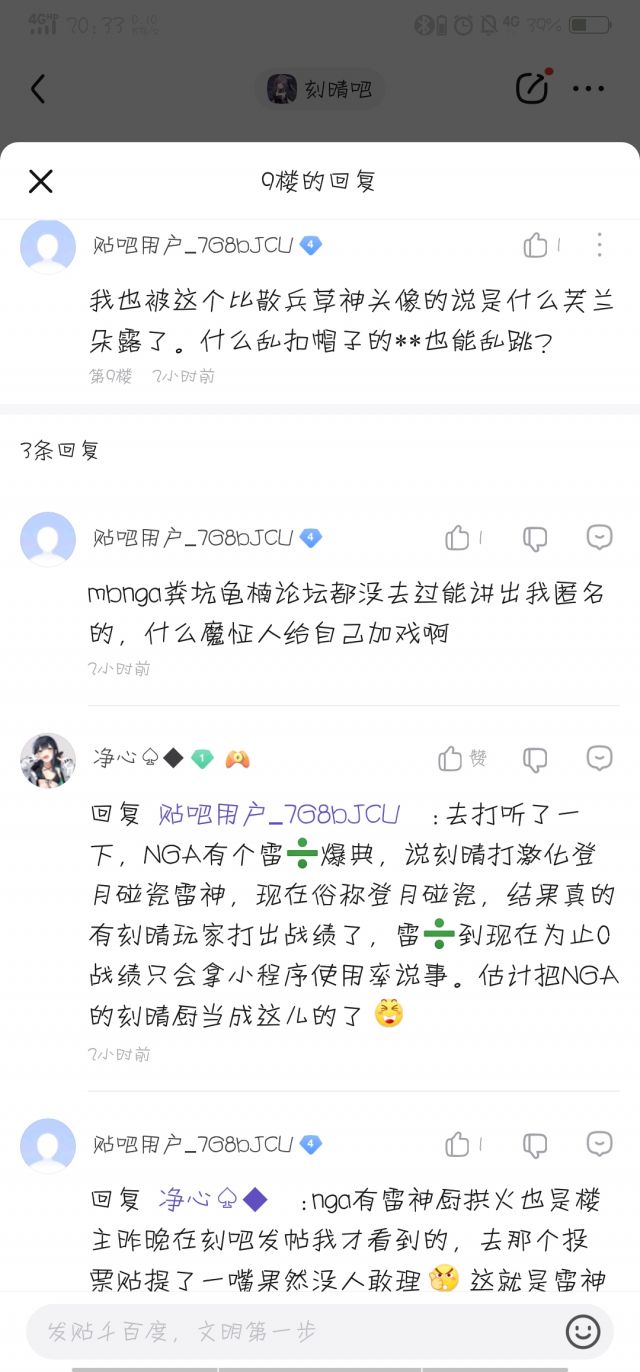 4G HD 20:33 0.10 KB/s 4G 39%
刻晴吧
9楼的回复
贴吧用户_7G8bJCU 4 1
我也被这个比散兵草神头像的说是什么芙兰
朵露了。什么乱扣帽子的**也能乱跳?
第9楼 2小时前
3条回复
贴吧用户_7G8bJCU 4 1
mbnga粪坑龟楠论坛都没去过能讲出我匿名
的，什么魔怔人给自己加戏啊
2小时前
净心♤◆ 1 赞
回复 贴吧用户_7G8bJCU :去打听了一
下，NGA有个雷➗爆典，说刻晴打激化登
月碰瓷雷神，现在俗称登月碰瓷，结果真的
有刻晴玩家打出战绩了，雷➗到现在为止0
战绩只会拿小程序使用率说事。估计把NGA
的刻晴厨当成这儿的了
2小时前
贴吧用户_7G8bJCU 4 1
回复 净心♤◆ :nga有雷神厨拱火也是楼
主昨晚在刻吧发帖我才看到的，去那个投
票贴提了一嘴果然没人敢理 这就是雷神
发贴斗百度，文明第一步